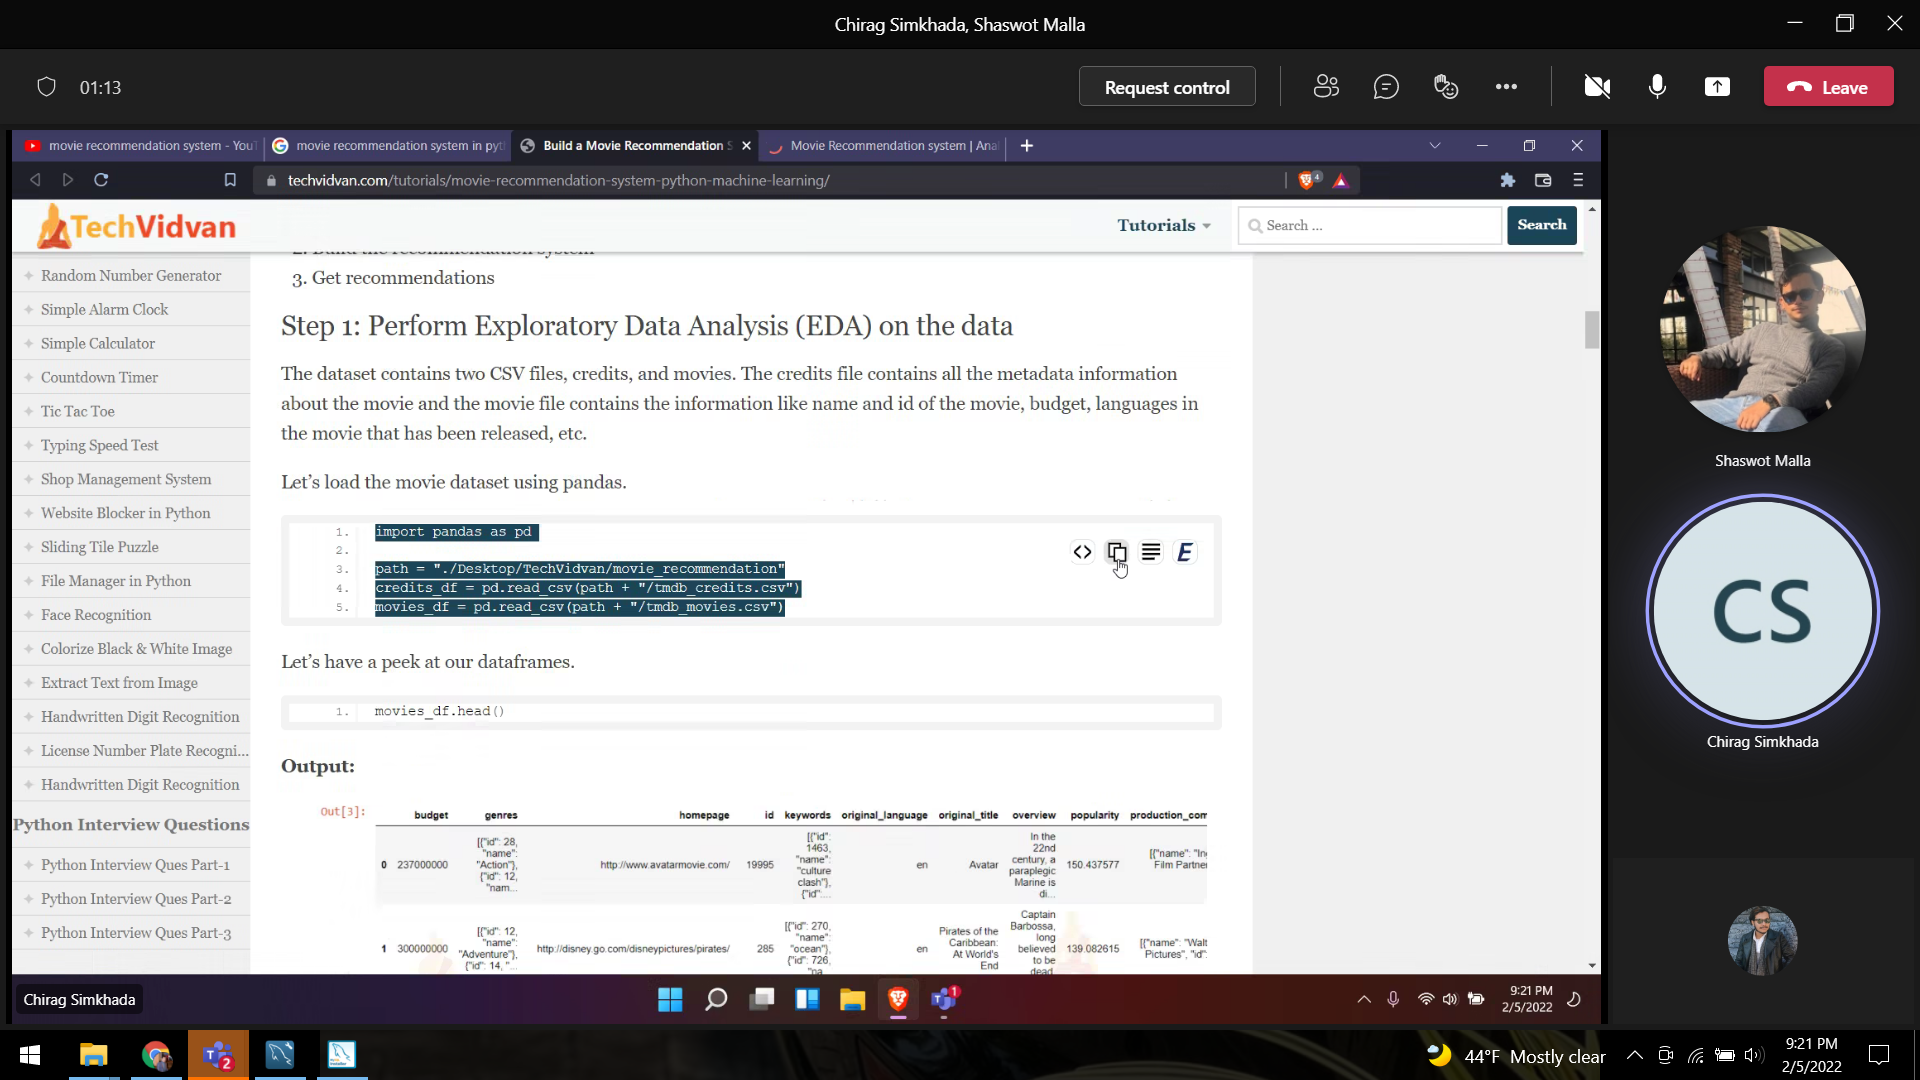 Chirag Simkhada, Shaswot Malla
01:13
Request control
Leave
movie recommendation system - YouT
movie recommendation system in pyt
Build a Movie Recommendation S
Movie Recommendation system | Anal
techvidvan.com/tutorials/movie-recommendation-system-python-machine-learning/
4
TechVidvan
Tutorials
Search ...
Search
Random Number Generator
Simple Alarm Clock
Simple Calculator
Countdown Timer
Tic Tac Toe
Typing Speed Test
Shop Management System
Website Blocker in Python
Sliding Tile Puzzle
File Manager in Python
Face Recognition
Colorize Black & White Image
Extract Text from Image
Handwritten Digit Recognition
License Number Plate Recogni...
Handwritten Digit Recognition
Python Interview Questions
Python Interview Ques Part-1
Python Interview Ques Part-2
Python Interview Ques Part-3
2. Build the recommendation system
3. Get recommendations
Step 1: Perform Exploratory Data Analysis (EDA) on the data
The dataset contains two CSV files, credits, and movies. The credits file contains all the metadata information
about the movie and the movie file contains the information like name and id of the movie, budget, languages in
the movie that has been released, etc.
Let's load the movie dataset using pandas.
1. import pandas as pd
2.
3. path = "./Desktop/TechVidvan/movie_recommendation"
4. credits_df = pd.read_csv(path + "/tmdb_credits.csv")
5. movies_df = pd.read_csv(path + "/tmdb_movies.csv")
E
Let's have a peek at our dataframes.
1. movies_df.head()
Output:
Out[3]:
budget genres homepage id keywords original_language original_title overview popularity production_com
0 237000000 [{"id": 28, "name": "Action"}, {"id": 12, "nam... http://www.avatarmovie.com/ 19995 [{"id": 1463, "name": "culture clash"}, {"id":... en Avatar In the 22nd century, a paraplegic Marine is di... 150.437577 [{"name": "Ing Film Partner
1 300000000 [{"id": 12, "name": "Adventure"}, {"id": 14, "... http://disney.go.com/disneypictures/pirates/ 285 [{"id": 270, "name": "ocean"}, {"id": 726, "na en Pirates of the Caribbean: At World's End Captain Barbossa, long believed to be dead, 139.082615 [{"name": "Walt Pictures", "id":
Shaswot Malla
CS
Chirag Simkhada
Chirag Simkhada
1
9:21 PM
2/5/2022
2
44°F Mostly clear
9:21 PM
2/5/2022